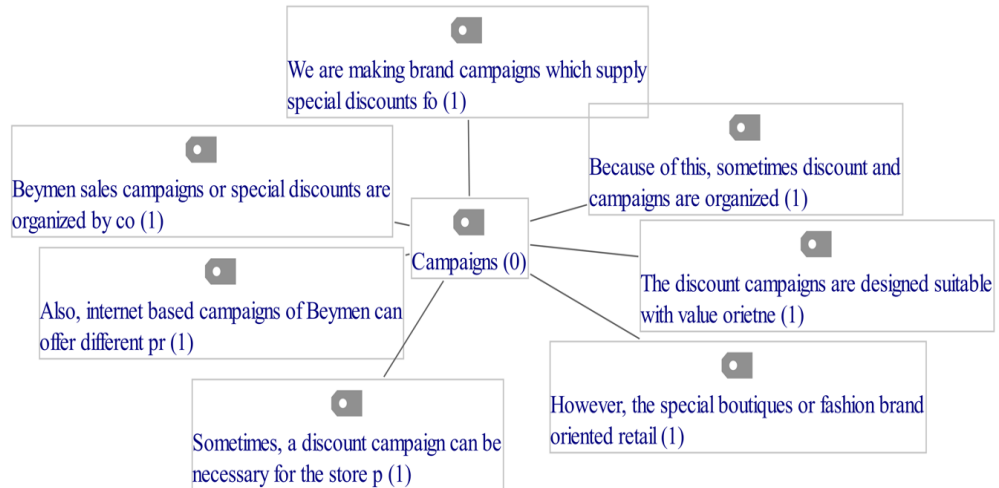 We are making brand campaigns which supply
special discounts fo (1)
Because of this, sometimes discount and
campaigns are organized (1)
Beymen sales campaigns or special discounts are
organized by co (1)
Campaigns (0)
The discount campaigns are designed suitable
with value orietne (1)
Also, internet based campaigns of Beymen can
offer different pr (1)
However, the special boutiques or fashion brand
oriented retail (1)
Sometimes, a discount campaign can be
necessary for the store p (1)